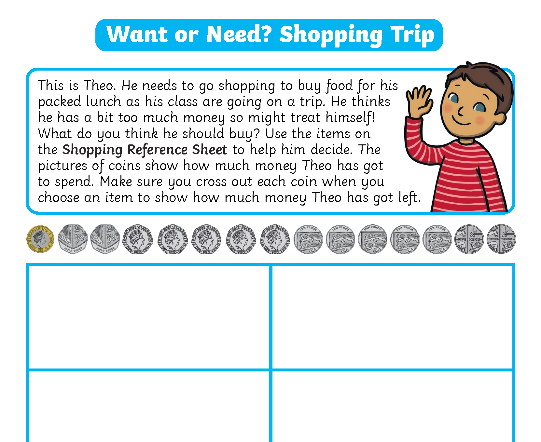 Want or Need? Shopping Trip
This is Theo. He needs to go shopping to buy food for his
packed lunch as his class are going on a trip. He thinks
he has a bit too much money so might treat himself!
What do you think he should buy? Use the items on
the Shopping Reference Sheet to help him decide. The
pictures of coins show how much money Theo has got
to spend. Make sure you cross out each coin when you
choose an item to show how much money Theo has got left.